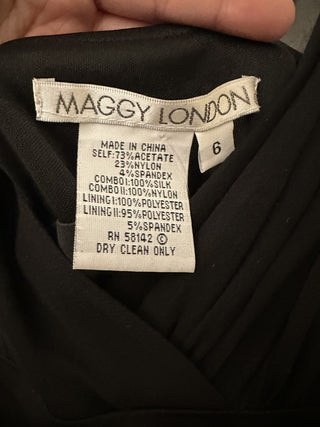 MAGGY LONDON
6
MADE IN CHINA
SELF:73%ACETATE
23%NYLON
4%SPANDEX
COMBO I:100%SILK
COMBO II:100%NYLON
LINING I:100%POLYESTER
LINING II:95%POLYESTER
5%SPANDEX
RN 58142 ©
DRY CLEAN ONLY